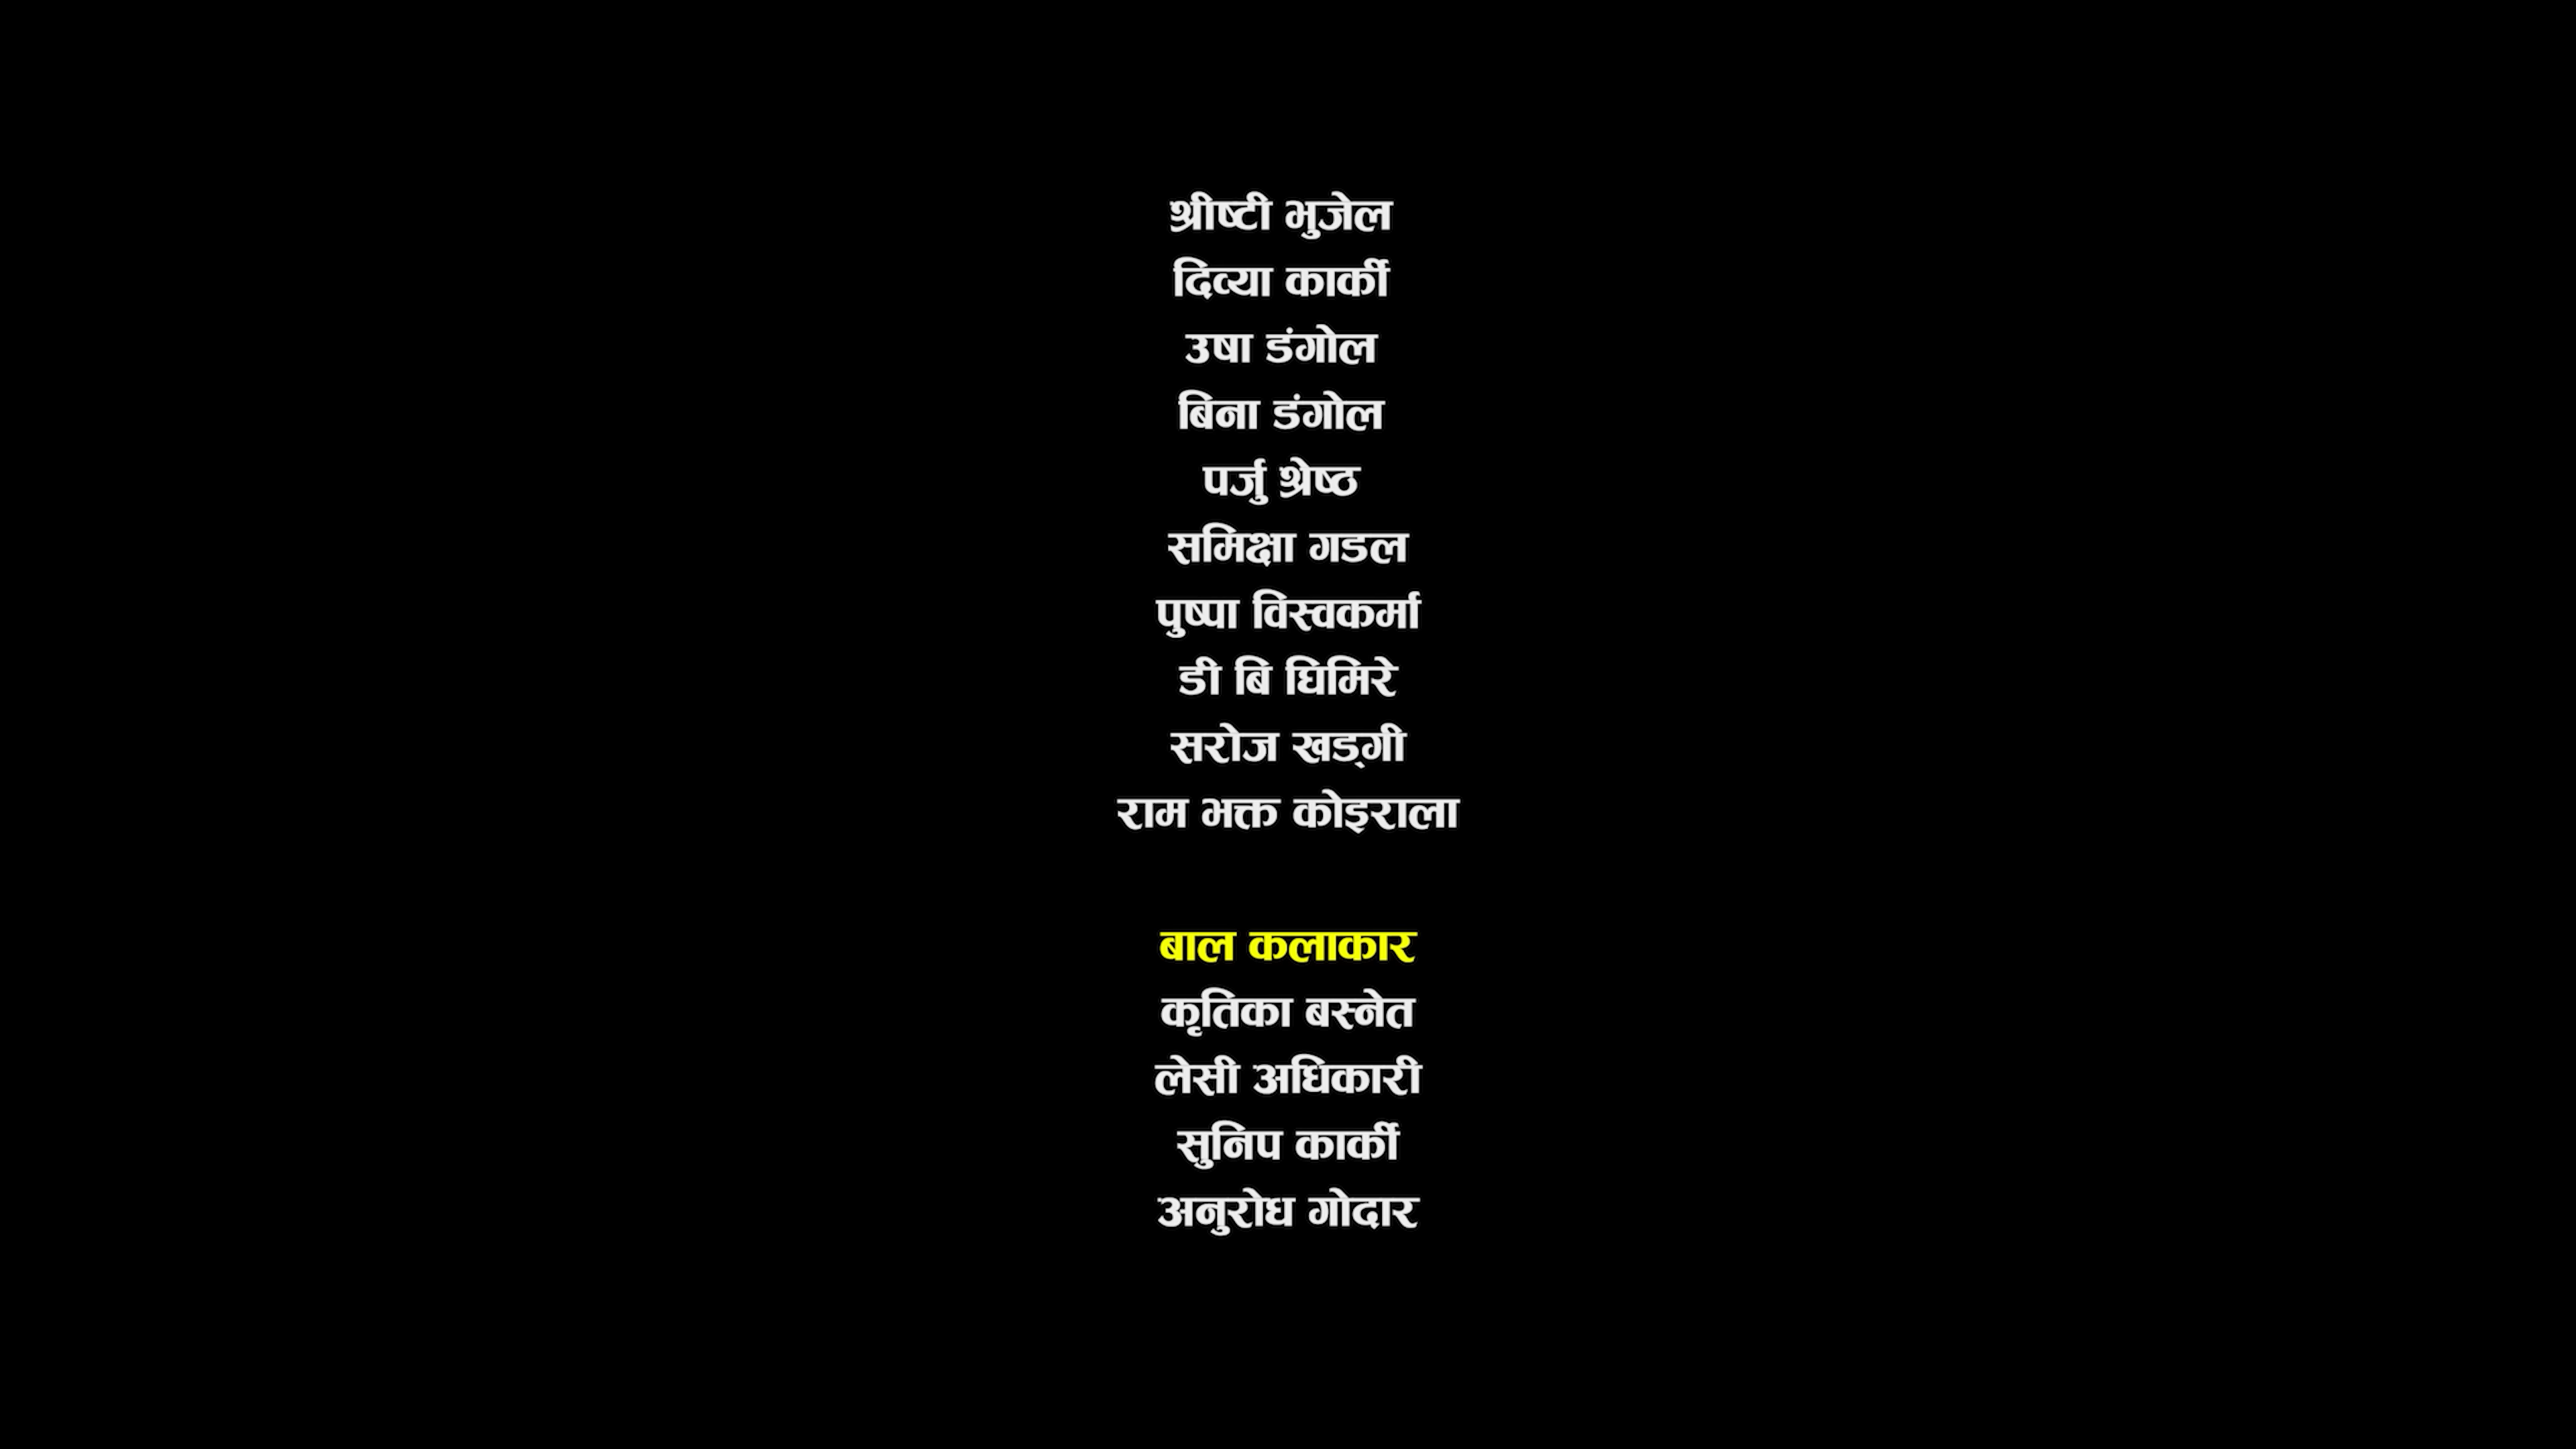 श्रीष्टी भुजेल
दिव्या कार्की
उषा डंगोल
बिना डंगोल
पर्जु श्रेष्ठ
समिक्षा गडल
पुष्पा विस्वकर्मा
डी बि घिमिरे
सरोज खड्गी
राम भक्त कोइराला
बाल कलाकार
कृतिका बस्नेत
लेसी अधिकारी
सुनिप कार्की
अनुरोध गोदार